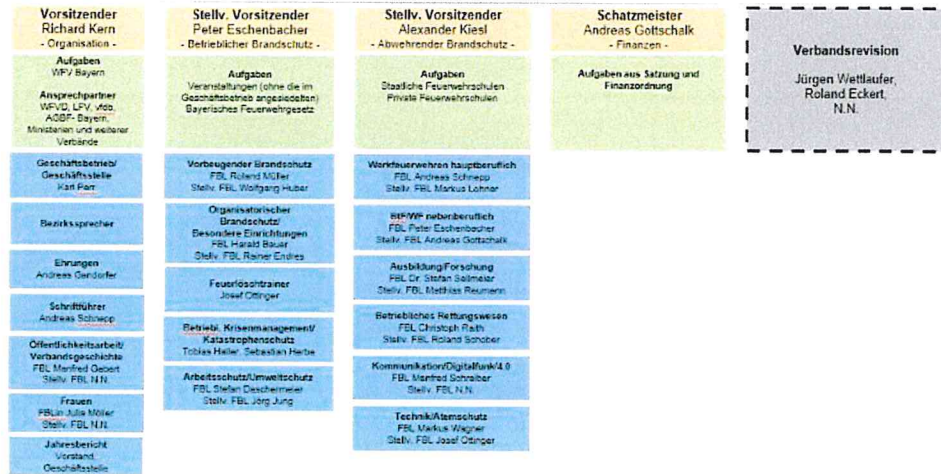 Vorsitzender
Richard Kern
- Organisation -
Aufgaben
WFV Bayern
Ansprechpartner
WFVD, LFV, vfdb,
AGBF- Bayern,
Ministerien und weiterer
Verbände
Geschäftsbetrieb/
Geschäftsstelle
Karl Parr
Bezirkssprecher
Ehrungen
Andreas Gendorfer
Schriftführer
Andreas Schnepp
Öffentlichkeitsarbeit/
Verbandsgeschichte
FBL Manfred Gebert
Stellv. FBL N.N.
Frauen
FBLin Julia Möller
Stellv. FBL N.N.
Jahresbericht
Vorstand,
Geschäftsstelle
Stellv. Vorsitzender
Peter Eschenbacher
- Betrieblicher Brandschutz -
Aufgaben
Veranstaltungen (ohne die im
Geschäftsbetrieb angesiedelten)
Bayerisches Feuerwehrgesetz
Vorbeugender Brandschutz
FBL Roland Müller
Stellv. FBL Wolfgang Huber
Organisatorischer
Brandschutz/
Besondere Einrichtungen
FBL Harald Bauer
Stellv. FBL Rainer Endres
Feuerlöschtrainer
Josef Ottinger
Betriebl. Krisenmanagement/
Katastrophenschutz
Tobias Haller, Sebastian Herbe
Arbeitsschutz/Umweltschutz
FBL Stefan Deschermeier
Stellv. FBL Jörg Jung
Stellv. Vorsitzender
Alexander Kiesl
- Abwehrender Brandschutz -
Aufgaben
Staatliche Feuerwehrschulen
Private Feuerwehrschulen
Werkfeuerwehren hauptberuflich
FBL Andreas Schnepp
Stellv. FBL Markus Lohner
BtF/WF nebenberuflich
FBL Peter Eschenbacher
Stellv. FBL Andreas Gottschalk
Ausbildung/Forschung
FBL Dr. Stefan Sellmeier
Stellv. FBL Matthias Reumann
Betriebliches Rettungswesen
FBL Christoph Raith
Stellv. FBL Roland Schober
Kommunikation/Digitalfunk/4.0
FBL Manfred Schreiber
Stellv. FBL N.N.
Technik/Atemschutz
FBL Markus Wagner
Stellv. FBL Josef Ottinger
Schatzmeister
Andreas Gottschalk
- Finanzen -
Aufgaben aus Satzung und
Finanzordnung
Verbandsrevision
Jürgen Wettlaufer,
Roland Eckert,
N.N.